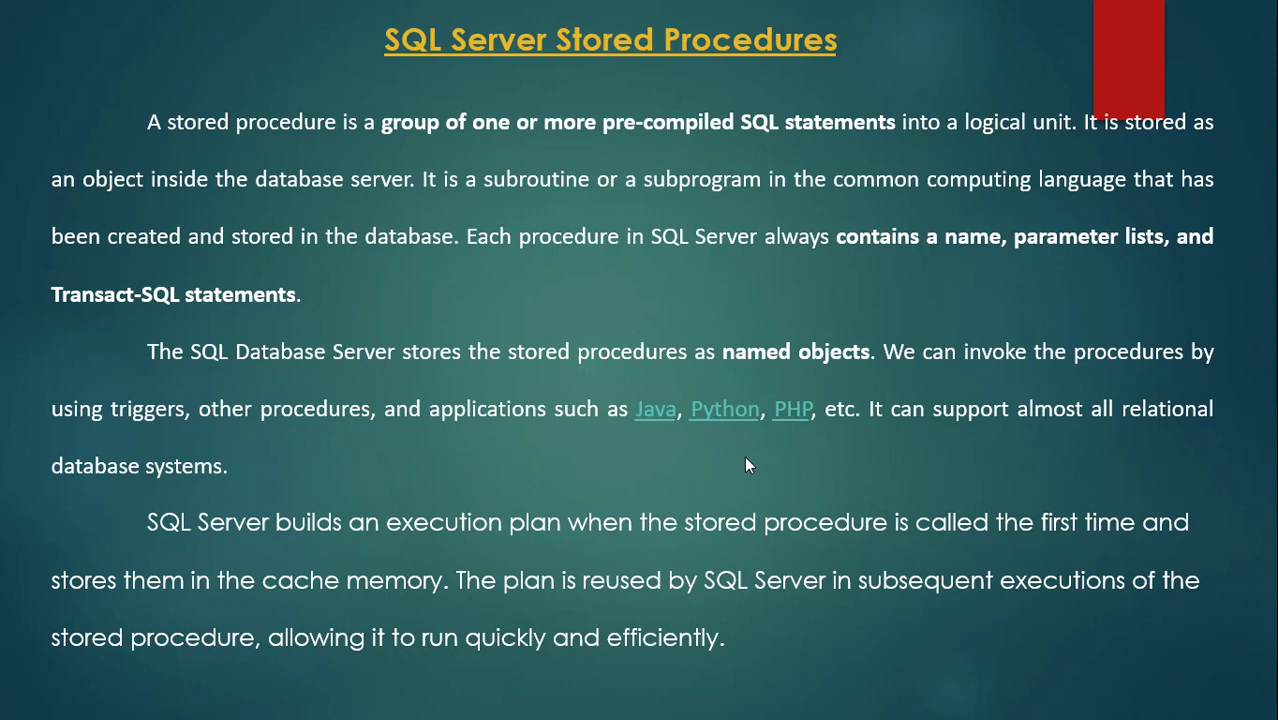 SQL Server Stored Procedures
A stored procedure is a group of one or more pre-compiled SQL statements into a logical unit. It is stored as
an object inside the database server. It is a subroutine or a subprogram in the common computing language that has
been created and stored in the database. Each procedure in SQL Server always contains a name, parameter lists, and
Transact-SQL statements.
The SQL Database Server stores the stored procedures as named objects. We can invoke the procedures by
using triggers, other procedures, and applications such as Java, Python, PHP, etc. It can support almost all relational
database systems.
SQL Server builds an execution plan when the stored procedure is called the first time and
stores them in the cache memory. The plan is reused by SQL Server in subsequent executions of the
stored procedure, allowing it to run quickly and efficiently.